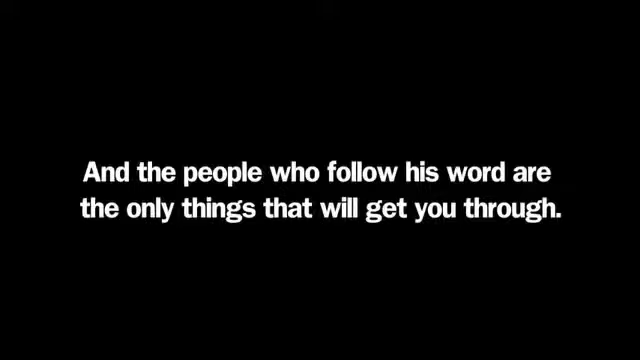 And the people who follow his word are
the only things that will get you through.